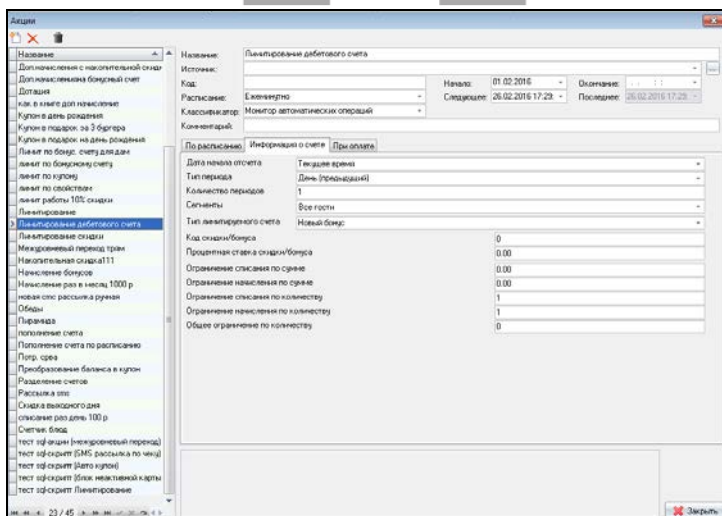 Акции
Название
Доп.начисления с накопительной скидк
Доп.начислениена бонусный счет
Дотация
как в книге доп начисление
Купон в день рождения
Купон в подарок за 3 бургера
Купон в подарок на день рождения
Лимит по бонус. счету для дам
лимит по бонусному счету
лимит по купону
лимит по свойствам
лимит работы 10% скидки
Лимитирование
Лимитирование дебетового счета
Лимитирование скидки
Межуровневый переход трям
Накопительная скидка111
Начисление бонусов
Начисление раз в месяц 1000 р
новая смс рассылка ручная
Обеды
Пирамида
пополнение счета
Пополнение счета по расписанию
Потр. срва
Преобразование баланса в купон
Разделение счетов
Рассылка sms
Скидка выходного дня
списание раз день 100 р
Счетчик блюд
тест sql-акции (межуровневый переход)
тест sql-скрипт (SMS рассылка по чеку)
тест sql-скрипт (Авто купон)
тест sql-скрипт (блок неактивной карты
тест sql-скрипт Лимитирование
23 / 45
Название: Лимитирование дебетового счета
Источник:
Код: Начало: 01.02.2016 Окончание: . . : :
Расписание: Ежеминутно Следующее: 26.02.2016 17:29: Последнее: 26.02.2016 17:29:
Классификатор: Монитор автоматических операций
Комментарий:
По расписанию Информация о счете При оплате
Дата начала отсчета Текущее время
Тип периода День (предыдущий)
Количество периодов 1
Сегменты Все гости
Тип лимитируемого счета Новый бонус
Код скидки/бонуса 0
Процентная ставка скидки/бонуса 0.00
Ограничение списания по сумме 0.00
Ограничение начисления по сумме 0.00
Ограничение списания по количеству 1
Ограничение начисления по количеству 1
Общее ограничение по количеству 0
Закрыть